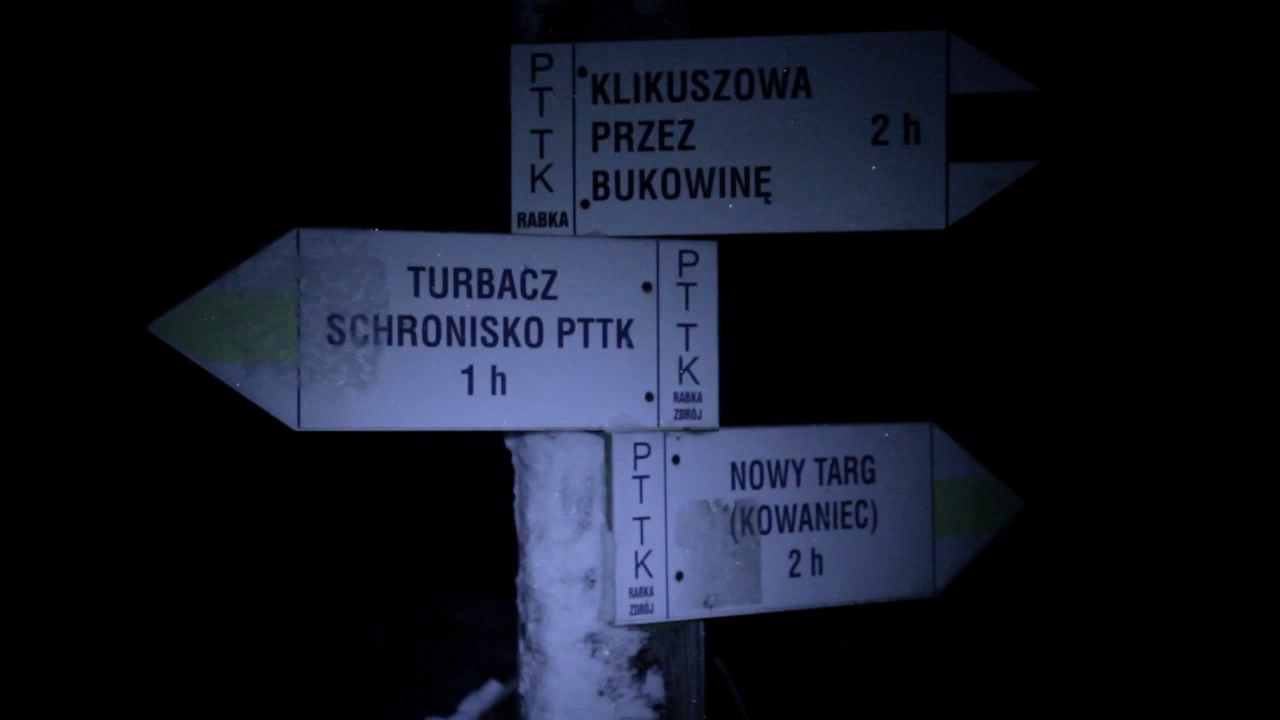 PTTK
RABKA
KLIKUSZOWA
PRZEZ
BUKOWINĘ
2 h
TURBACZ
SCHRONISKO PTTK
1 h
PTTK
RABKA
ZDRÓJ
PTTK
RABKA
ZDRÓJ
NOWY TARG
(KOWANIEC)
2 h